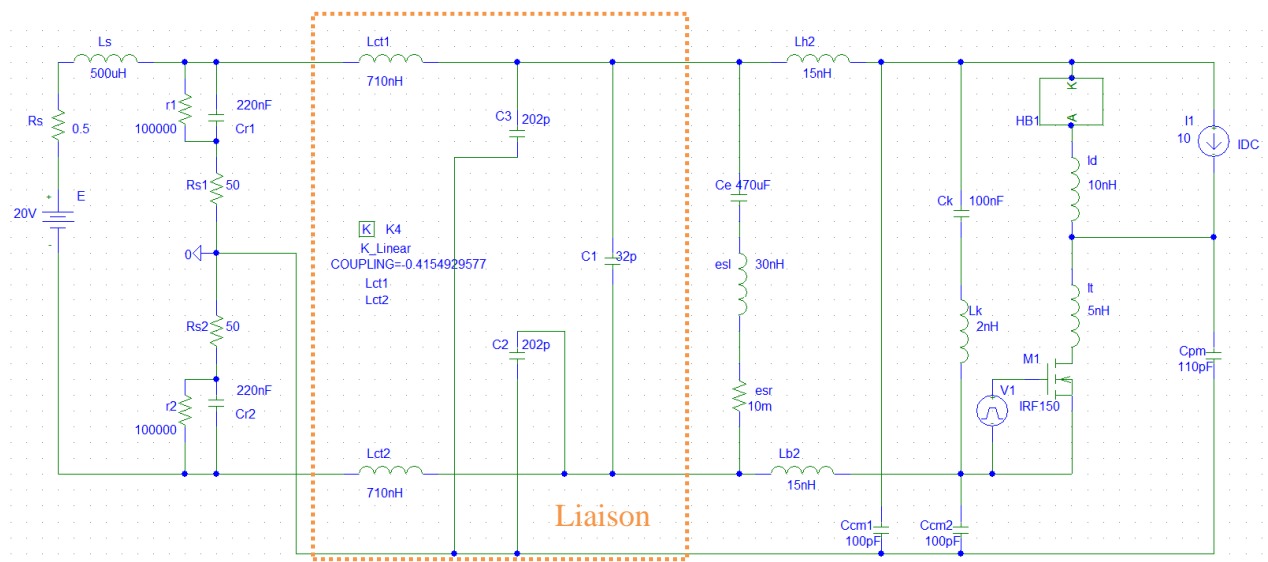 Ls
500uH
Rs
0.5
E
+
20V
-
r1
100000
220nF
Cr1
Rs1
50
0
Rs2
50
r2
100000
220nF
Cr2
Lct1
710nH
C3
202p
K K4
K_Linear
COUPLING=-0.4154929577
Lct1
Lct2
C1
32p
C2
202p
Lct2
710nH
Liaison
Ce
470uF
esl
30nH
esr
10m
Lh2
15nH
Lb2
15nH
Ck
100nF
Lk
2nH
Ccm1
100pF
Ccm2
100pF
K
A
HB1
ld
10nH
lt
5nH
M1
IRF150
V1
I1
10
IDC
Cpm
110pF